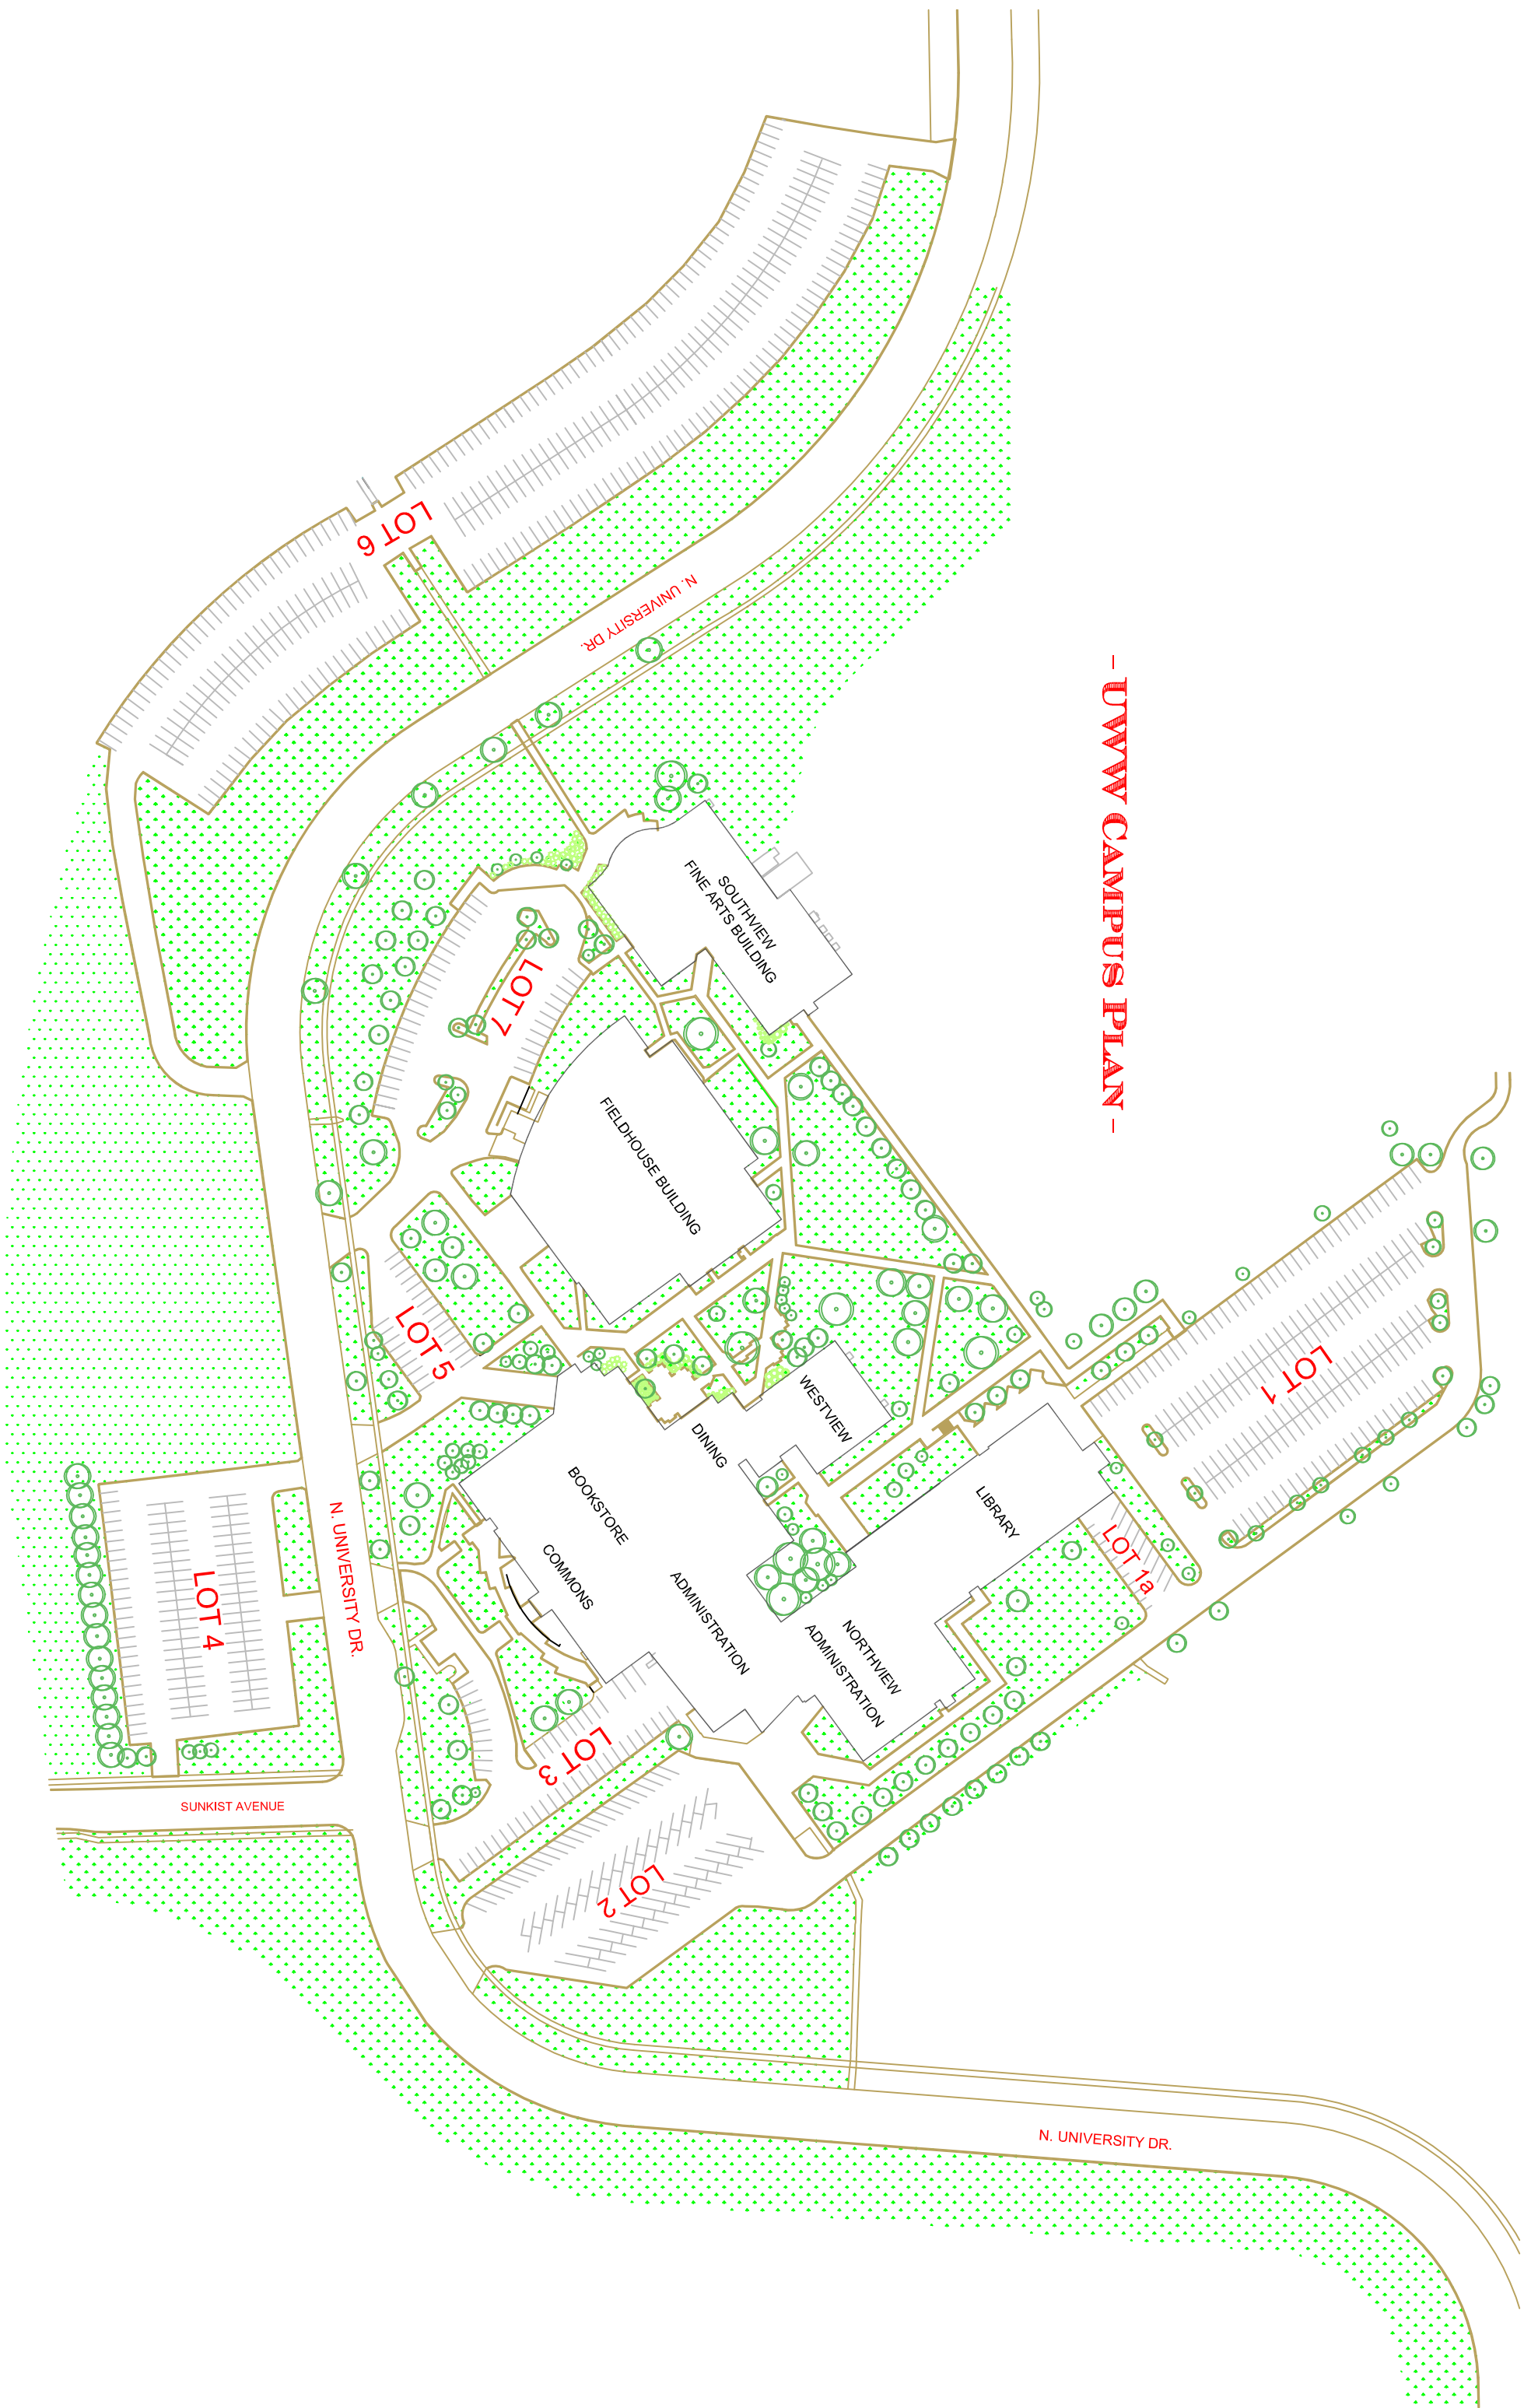 – UWW CAMPUS PLAN –
LOT 6
N. UNIVERSITY DR.
SOUTHVIEW
FINE ARTS BUILDING
LOT 7
FIELDHOUSE BUILDING
LOT 5
LOT 1
WESTVIEW
DINING
LIBRARY
BOOKSTORE
COMMONS
LOT 1a
ADMINISTRATION
NORTHVIEW
ADMINISTRATION
LOT 4
N. UNIVERSITY DR.
LOT 3
SUNKIST AVENUE
LOT 2
N. UNIVERSITY DR.